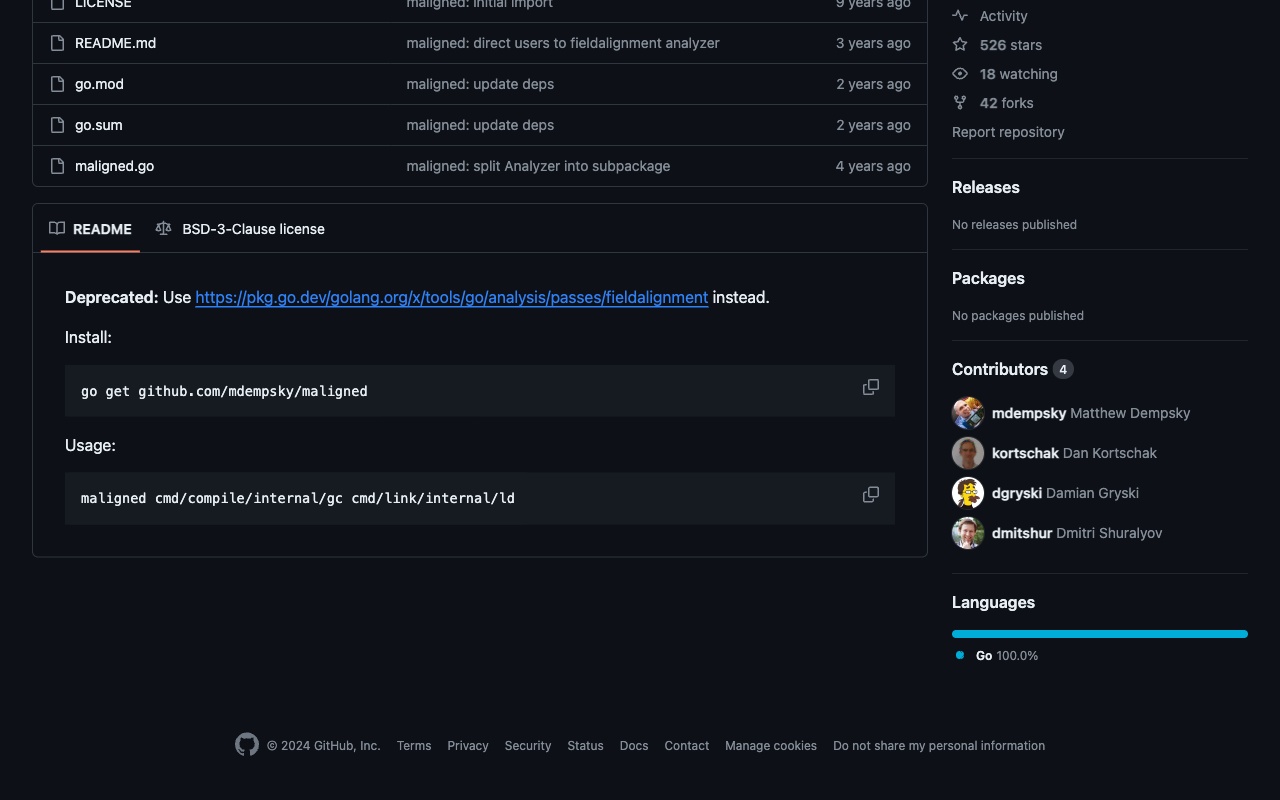 LICENSE maligned: initial import 9 years ago
README.md maligned: direct users to fieldalignment analyzer 3 years ago
go.mod maligned: update deps 2 years ago
go.sum maligned: update deps 2 years ago
maligned.go maligned: split Analyzer into subpackage 4 years ago
README BSD-3-Clause license
Deprecated: Use https://pkg.go.dev/golang.org/x/tools/go/analysis/passes/fieldalignment instead.
Install:
go get github.com/mdempsky/maligned
Usage:
maligned cmd/compile/internal/gc cmd/link/internal/ld
Activity
526 stars
18 watching
42 forks
Report repository
Releases
No releases published
Packages
No packages published
Contributors 4
mdempsky Matthew Dempsky
kortschak Dan Kortschak
dgryski Damian Gryski
dmitshur Dmitri Shuralyov
Languages
Go 100.0%
© 2024 GitHub, Inc. Terms Privacy Security Status Docs Contact Manage cookies Do not share my personal information